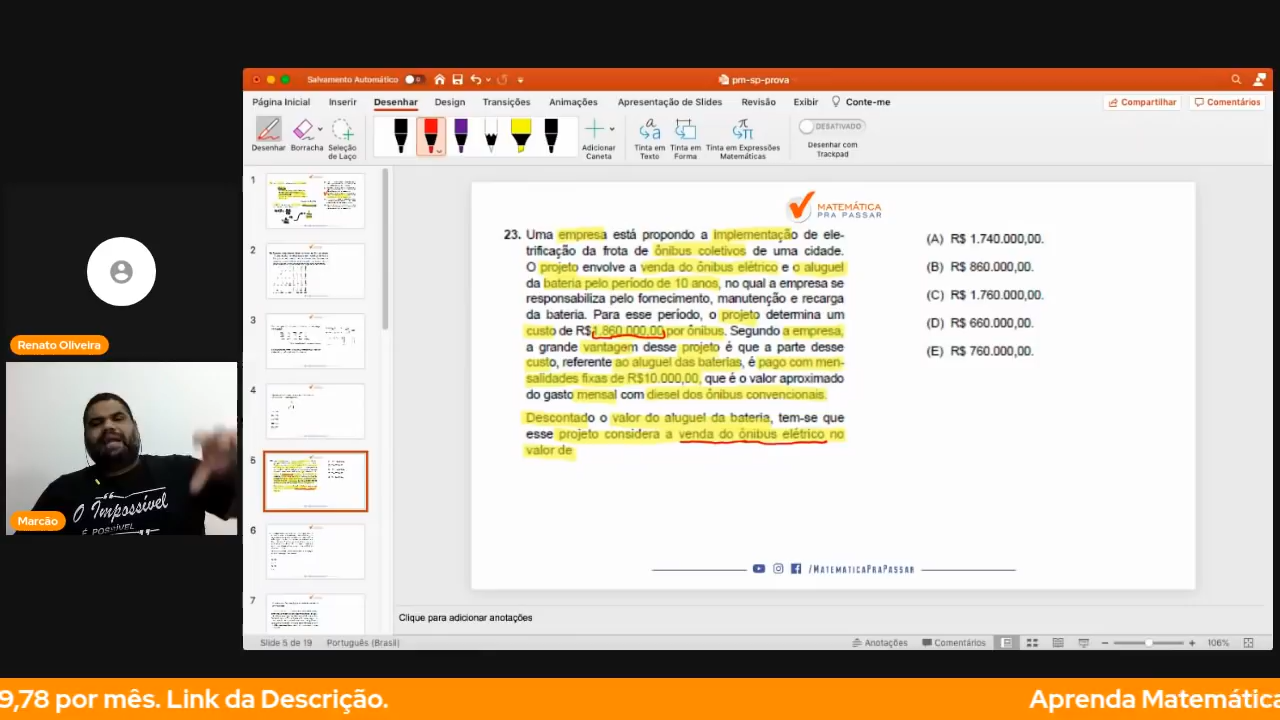 Salvamento Automático
pm-sp-prova
Página Inicial
Inserir
Desenhar
Design
Transições
Animações
Apresentação de Slides
Revisão
Exibir
Conte-me
Compartilhar
Comentários
Desenhar
Borracha
Seleção
de Laço
Adicionar
Caneta
Tinta em
Texto
Tinta em
Forma
Tinta em Expressões
Matemáticas
DESATIVADO
Desenhar com
Trackpad
1
2
3
4
5
6
7
MATEMÁTICA
PRA PASSAR
23. Uma empresa está propondo a implementação de ele-
trificação da frota de ônibus coletivos de uma cidade.
O projeto envolve a venda do ônibus elétrico e o aluguel
da bateria pelo período de 10 anos, no qual a empresa se
responsabiliza pelo fornecimento, manutenção e recarga
da bateria. Para esse período, o projeto determina um
custo de R$1.860.000,00 por ônibus. Segundo a empresa,
a grande vantagem desse projeto é que a parte desse
custo, referente ao aluguel das baterias, é pago com men-
salidades fixas de R$10.000,00, que é o valor aproximado
do gasto mensal com diesel dos ônibus convencionais.
Descontado o valor do aluguel da bateria, tem-se que
esse projeto considera a venda do ônibus elétrico no
valor de
(A) R$ 1.740.000,00.
(B) R$ 860.000,00.
(C) R$ 1.760.000,00.
(D) R$ 660.000,00.
(E) R$ 760.000,00.
/MATEMATICAPRAPASSAR
Clique para adicionar anotações
Slide 5 de 19
Português (Brasil)
Anotações
Comentários
106%
Renato Oliveira
O Impossível
É POSSÍVEL
Marcão
9,78 por mês. Link da Descrição.
Aprenda Matemática